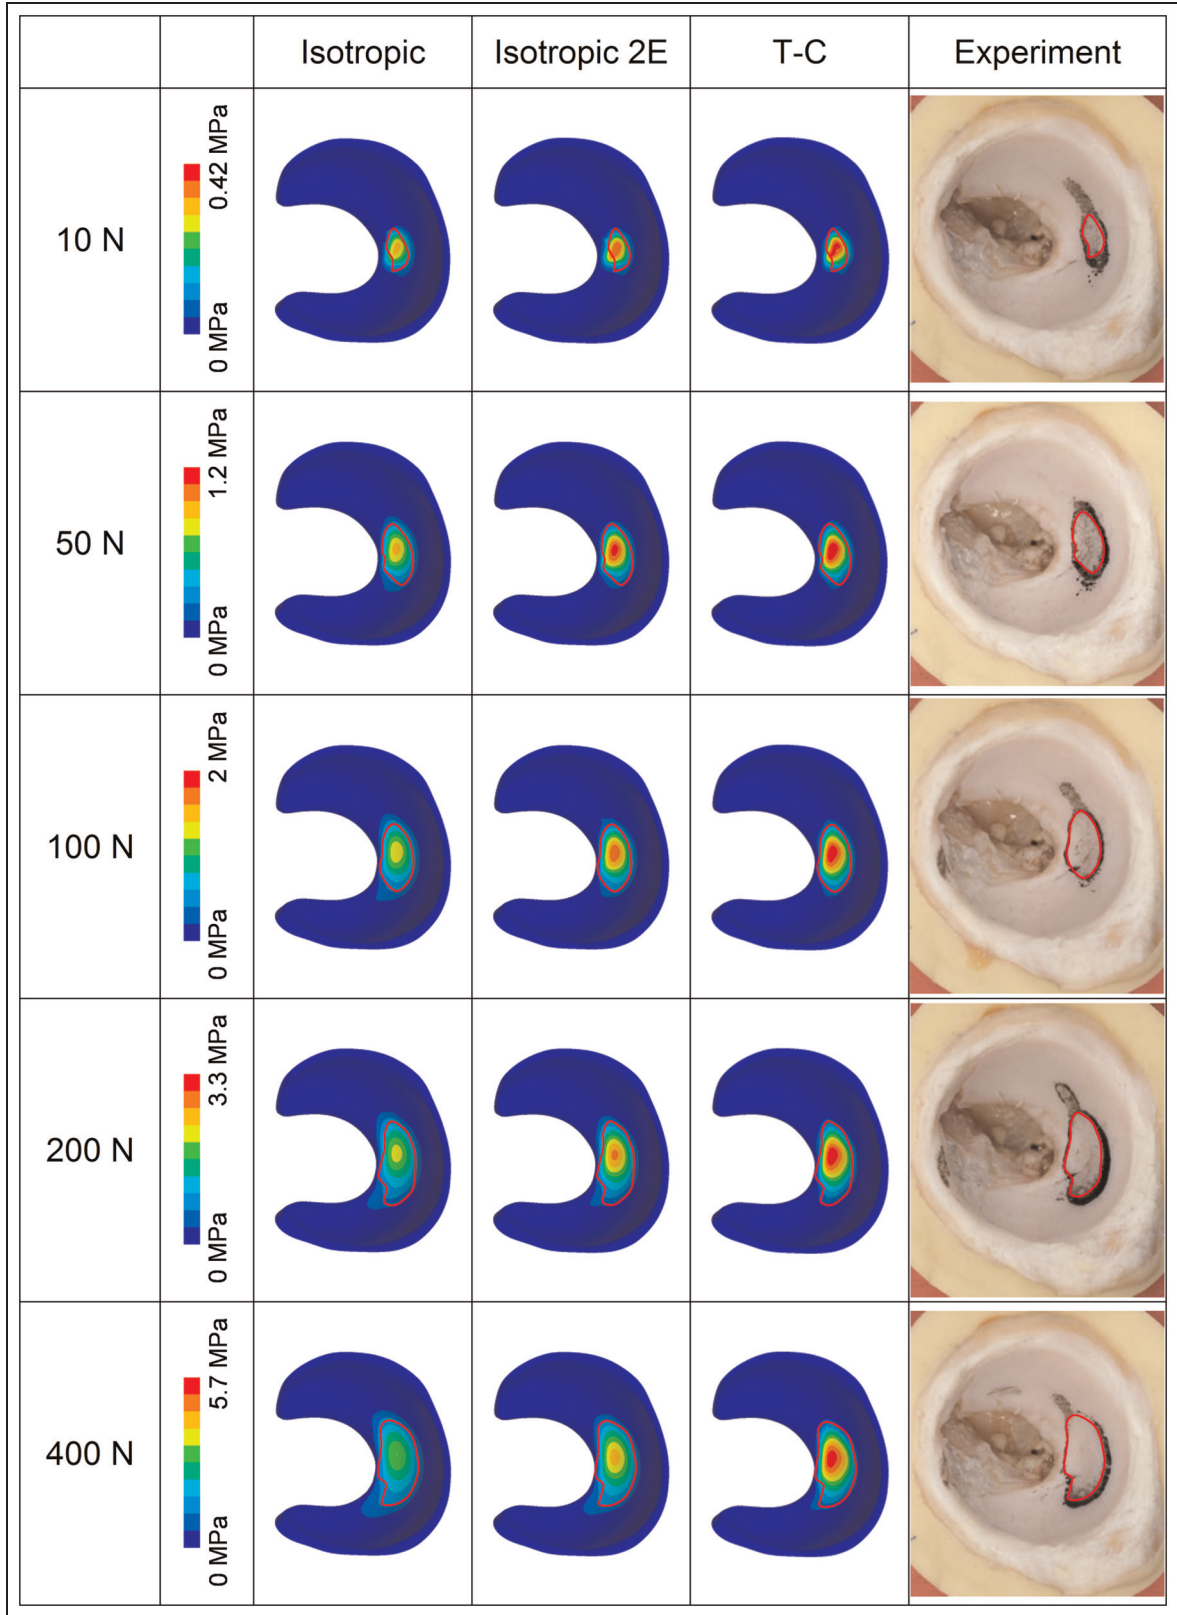 Isotropic
Isotropic 2E
T-C
Experiment
10 N
0 MPa
0.42 MPa
50 N
0 MPa
1.2 MPa
100 N
0 MPa
2 MPa
200 N
0 MPa
3.3 MPa
400 N
0 MPa
5.7 MPa